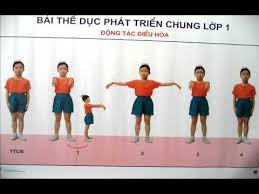 BÀI THỂ DỤC PHÁT TRIỂN CHUNG LỚP 1
ĐỘNG TÁC ĐIỀU HÒA
TTCB 1 2 3 4